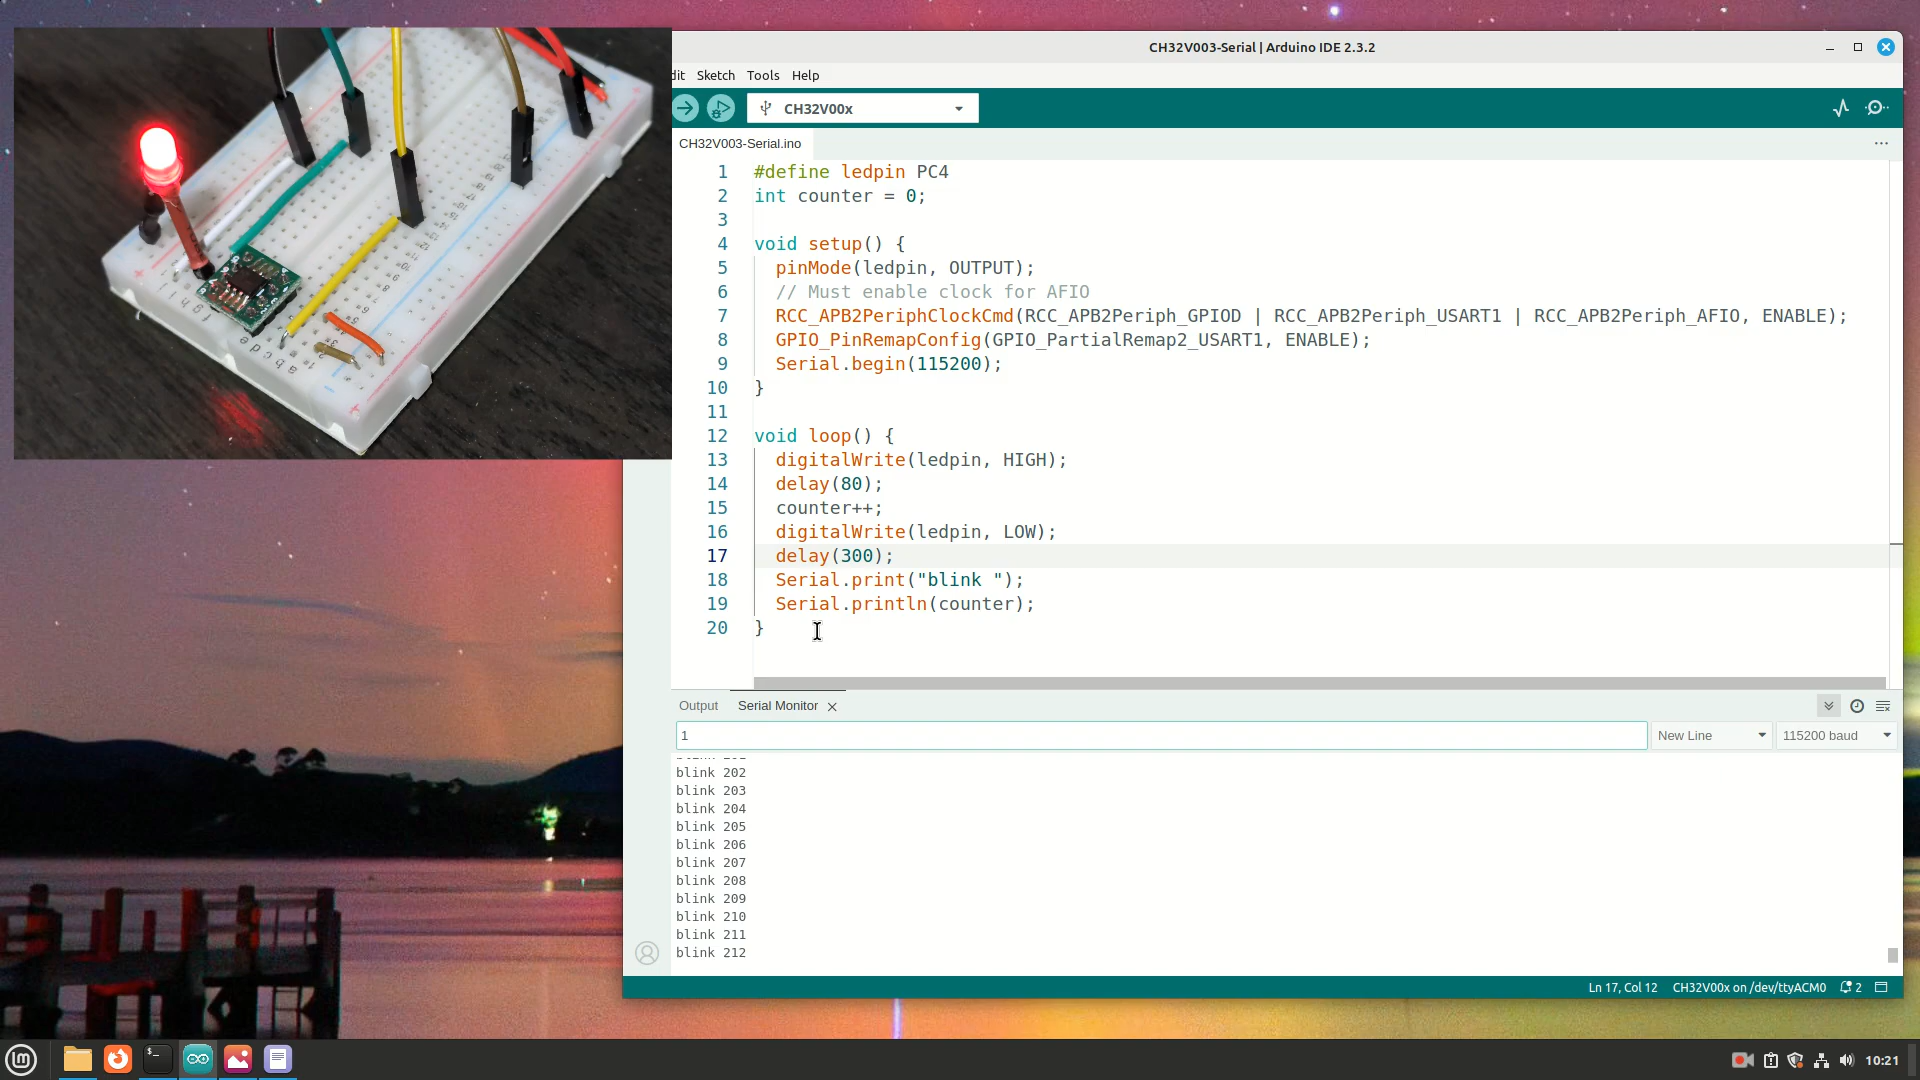 CH32V003-Serial | Arduino IDE 2.3.2
dit Sketch Tools Help
CH32V00x
CH32V003-Serial.ino
1 #define ledpin PC4
2 int counter = 0;
3
4 void setup() {
5 pinMode(ledpin, OUTPUT);
6 // Must enable clock for AFIO
7 RCC_APB2PeriphClockCmd(RCC_APB2Periph_GPIOD | RCC_APB2Periph_USART1 | RCC_APB2Periph_AFIO, ENABLE);
8 GPIO_PinRemapConfig(GPIO_PartialRemap2_USART1, ENABLE);
9 Serial.begin(115200);
10 }
11
12 void loop() {
13 digitalWrite(ledpin, HIGH);
14 delay(80);
15 counter++;
16 digitalWrite(ledpin, LOW);
17 delay(300);
18 Serial.print("blink ");
19 Serial.println(counter);
20 }
Output Serial Monitor
1 New Line 115200 baud
blink 202
blink 203
blink 204
blink 205
blink 206
blink 207
blink 208
blink 209
blink 210
blink 211
blink 212
Ln 17, Col 12 CH32V00x on /dev/ttyACM0 2
10:21